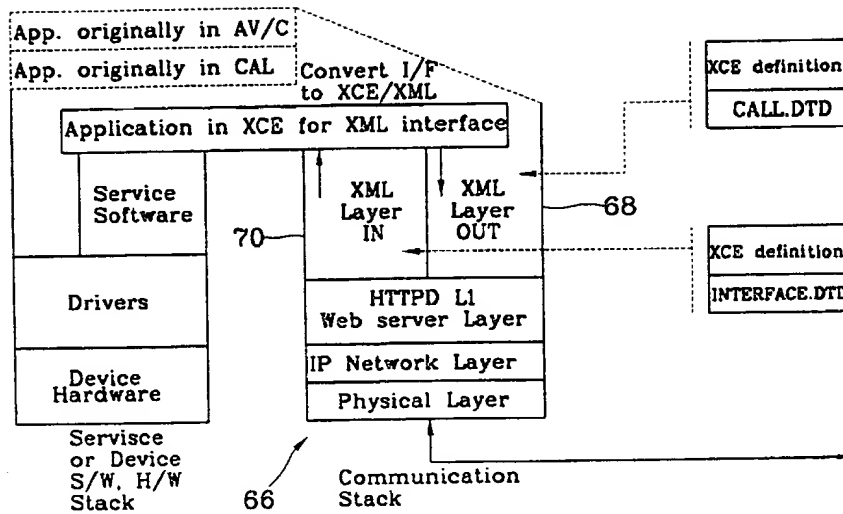 App. originally in AV/C
App. originally in CAL
Convert I/F
to XCE/XML
Application in XCE for XML interface
Service
Software
Drivers
Device
Hardware
Servisce
or Device
S/W, H/W
Stack
XML
Layer
IN
XML
Layer
OUT
70
68
HTTPD L1
Web server Layer
IP Network Layer
Physical Layer
66
Communication
Stack
XCE definition
CALL.DTD
XCE definition
INTERFACE.DTD